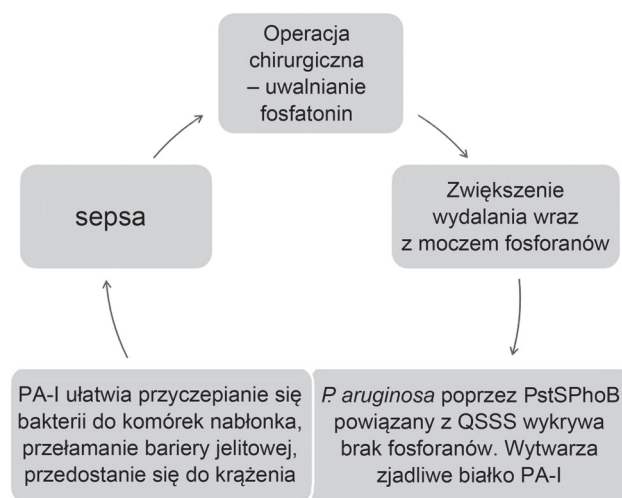 Operacja
chirurgiczna
– uwalnianie
fosfatonin
Zwiększenie
wydalania wraz
z moczem fosforanów
P. aruginosa poprzez PstSPhoB
powiązany z QSSS wykrywa
brak fosforanów. Wytwarza
zjadliwe białko PA-I
PA-I ułatwia przyczepianie się
bakterii do komórek nabłonka,
przełamanie bariery jelitowej,
przedostanie się do krążenia
sepsa